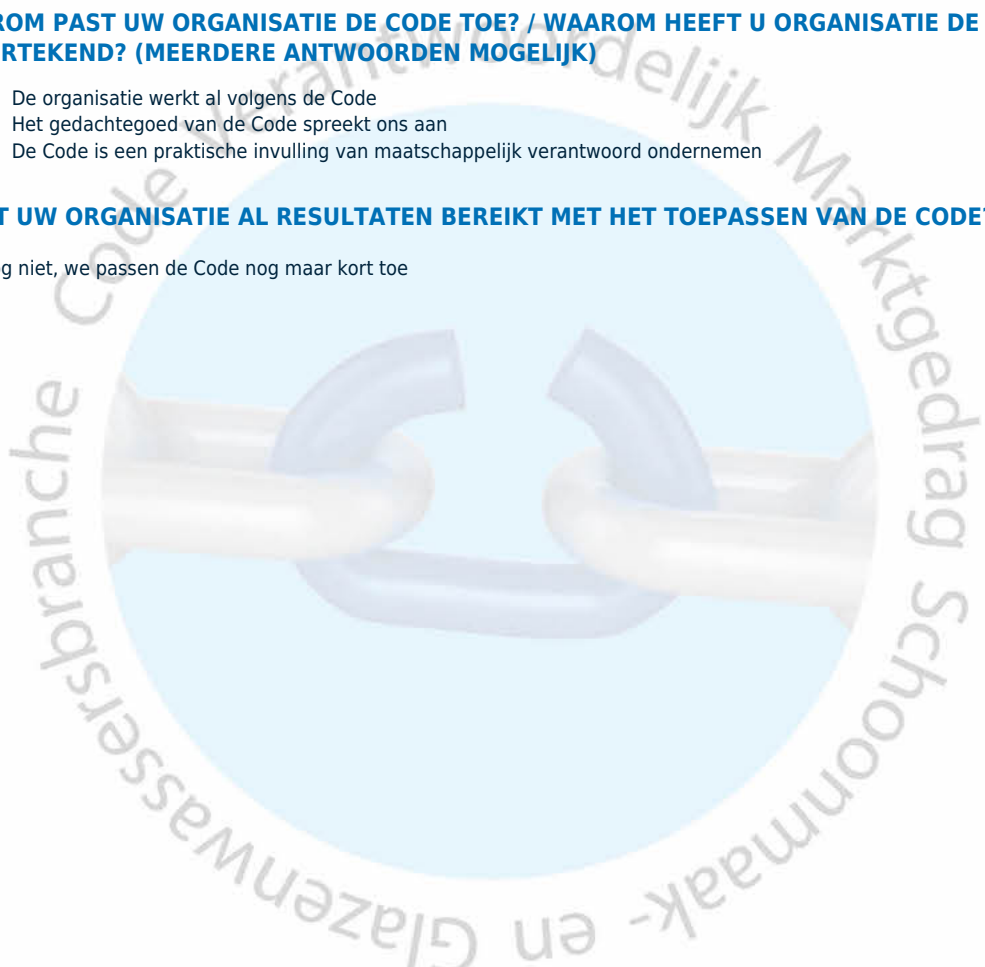 ROM PAST UW ORGANISATIE DE CODE TOE? / WAAROM HEEFT U ORGANISATIE DE
RTEKEND? (MEERDERE ANTWOORDEN MOGELIJK)
De organisatie werkt al volgens de Code
Het gedachtegoed van de Code spreekt ons aan
De Code is een praktische invulling van maatschappelijk verantwoord ondernemen
T UW ORGANISATIE AL RESULTATEN BEREIKT MET HET TOEPASSEN VAN DE CODE?
g niet, we passen de Code nog maar kort toe
Code Verantwoordelijk Marktgedrag Schoonmaak- en Glazenwassersbranche